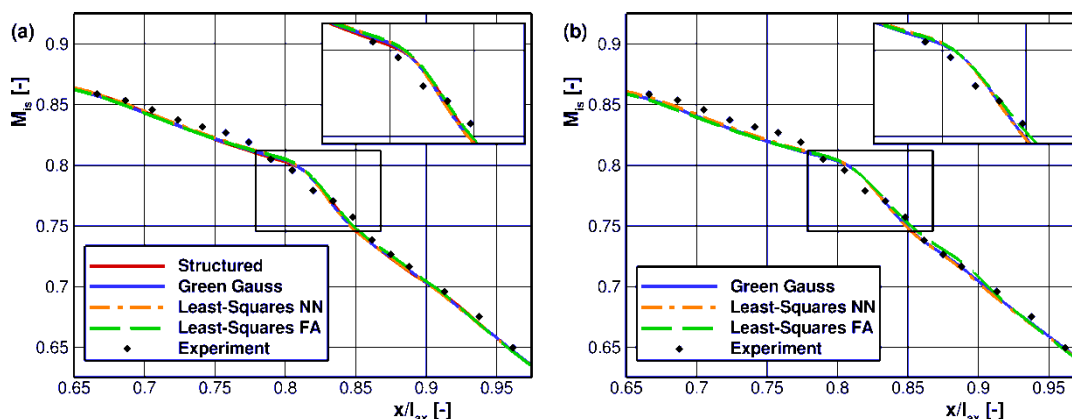 (a)
M_is [-]
0.9
0.85
0.8
0.75
0.7
0.65
Structured
Green Gauss
Least-Squares NN
Least-Squares FA
Experiment
0.65 0.7 0.75 0.8 0.85 0.9 0.95
x/l_ax [-]
(b)
M_is [-]
0.9
0.85
0.8
0.75
0.7
0.65
Green Gauss
Least-Squares NN
Least-Squares FA
Experiment
0.65 0.7 0.75 0.8 0.85 0.9 0.95
x/l_ax [-]